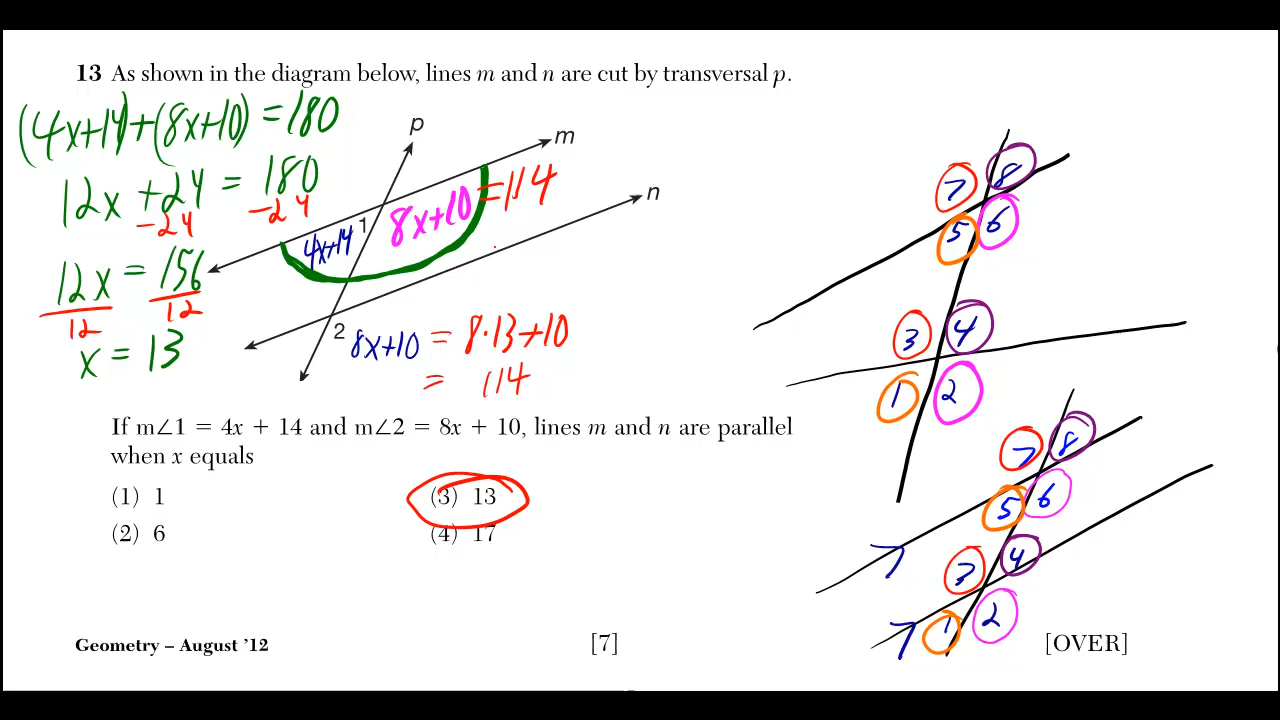 13 As shown in the diagram below, lines m and n are cut by transversal p.
(4x+14)+(8x+10) = 180
12x + 24 = 180
-24 -24
12x = 156
12 12
x = 13
p
m
n
1
4x+14
8x+10 = 114
2
8x+10 = 8·13+10
= 114
If m∠1 = 4x + 14 and m∠2 = 8x + 10, lines m and n are parallel
when x equals
(1) 1
(3) 13
(2) 6
(4) 17
7 8
5 6
3 4
1 2
7 8
5 6
3 4
1 2
Geometry – August ’12
[7]
[OVER]